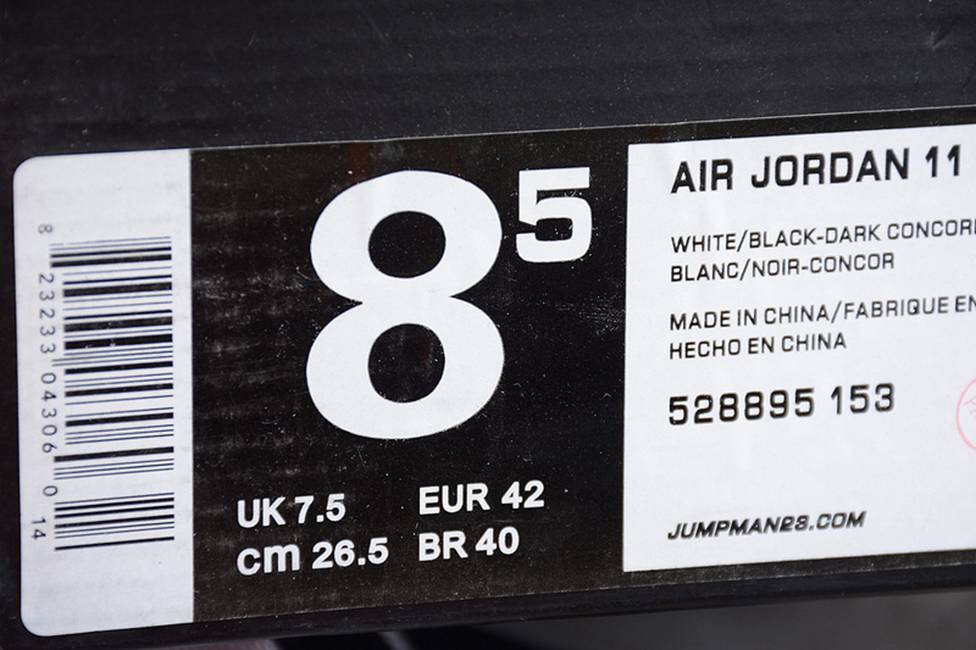 8 23233 04306 0 14
8 5
UK 7.5 EUR 42
cm 26.5 BR 40
AIR JORDAN 11
WHITE/BLACK-DARK CONCOR
BLANC/NOIR-CONCOR
MADE IN CHINA/FABRIQUE EN
HECHO EN CHINA
528895 153
JUMPMAN23.COM